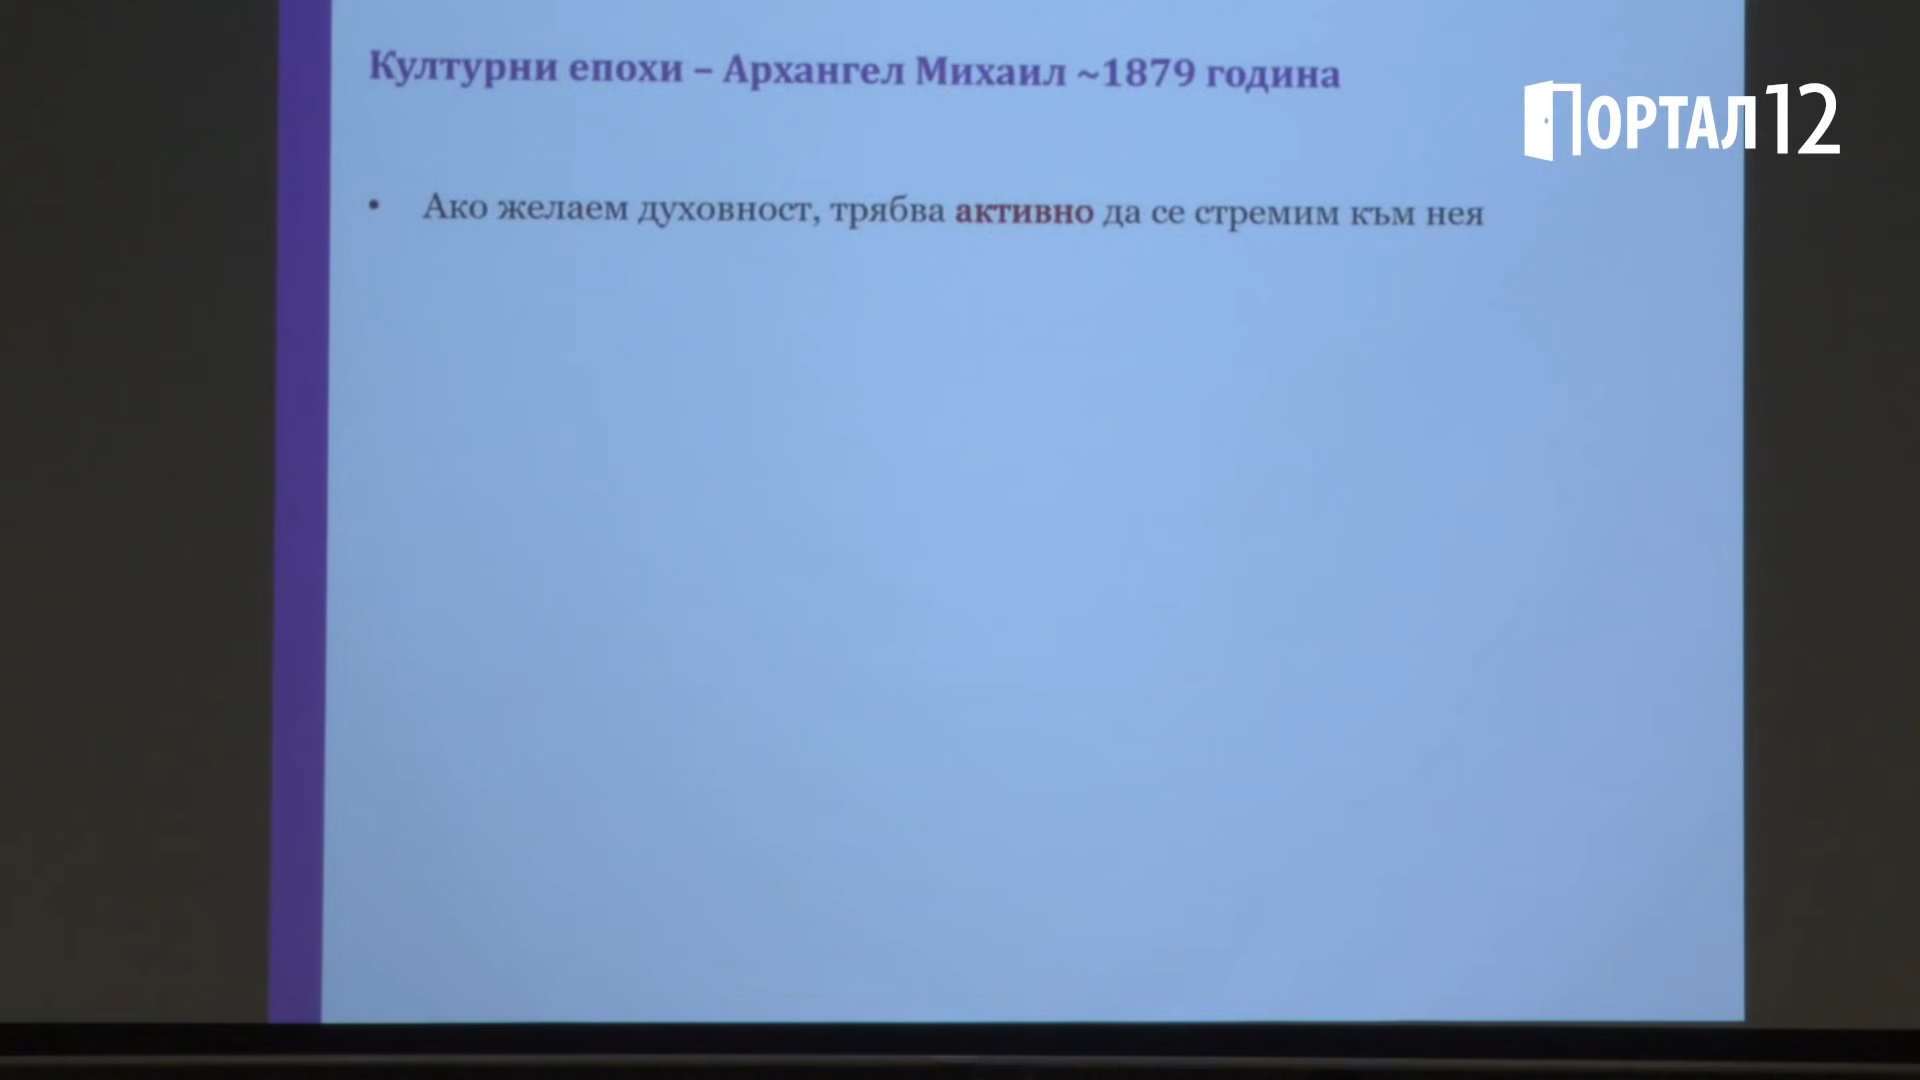 Културни епохи – Архангел Михаил ~1879 година
ПОРТАЛ12
• Ако желаем духовност, трябва активно да се стремим към нея